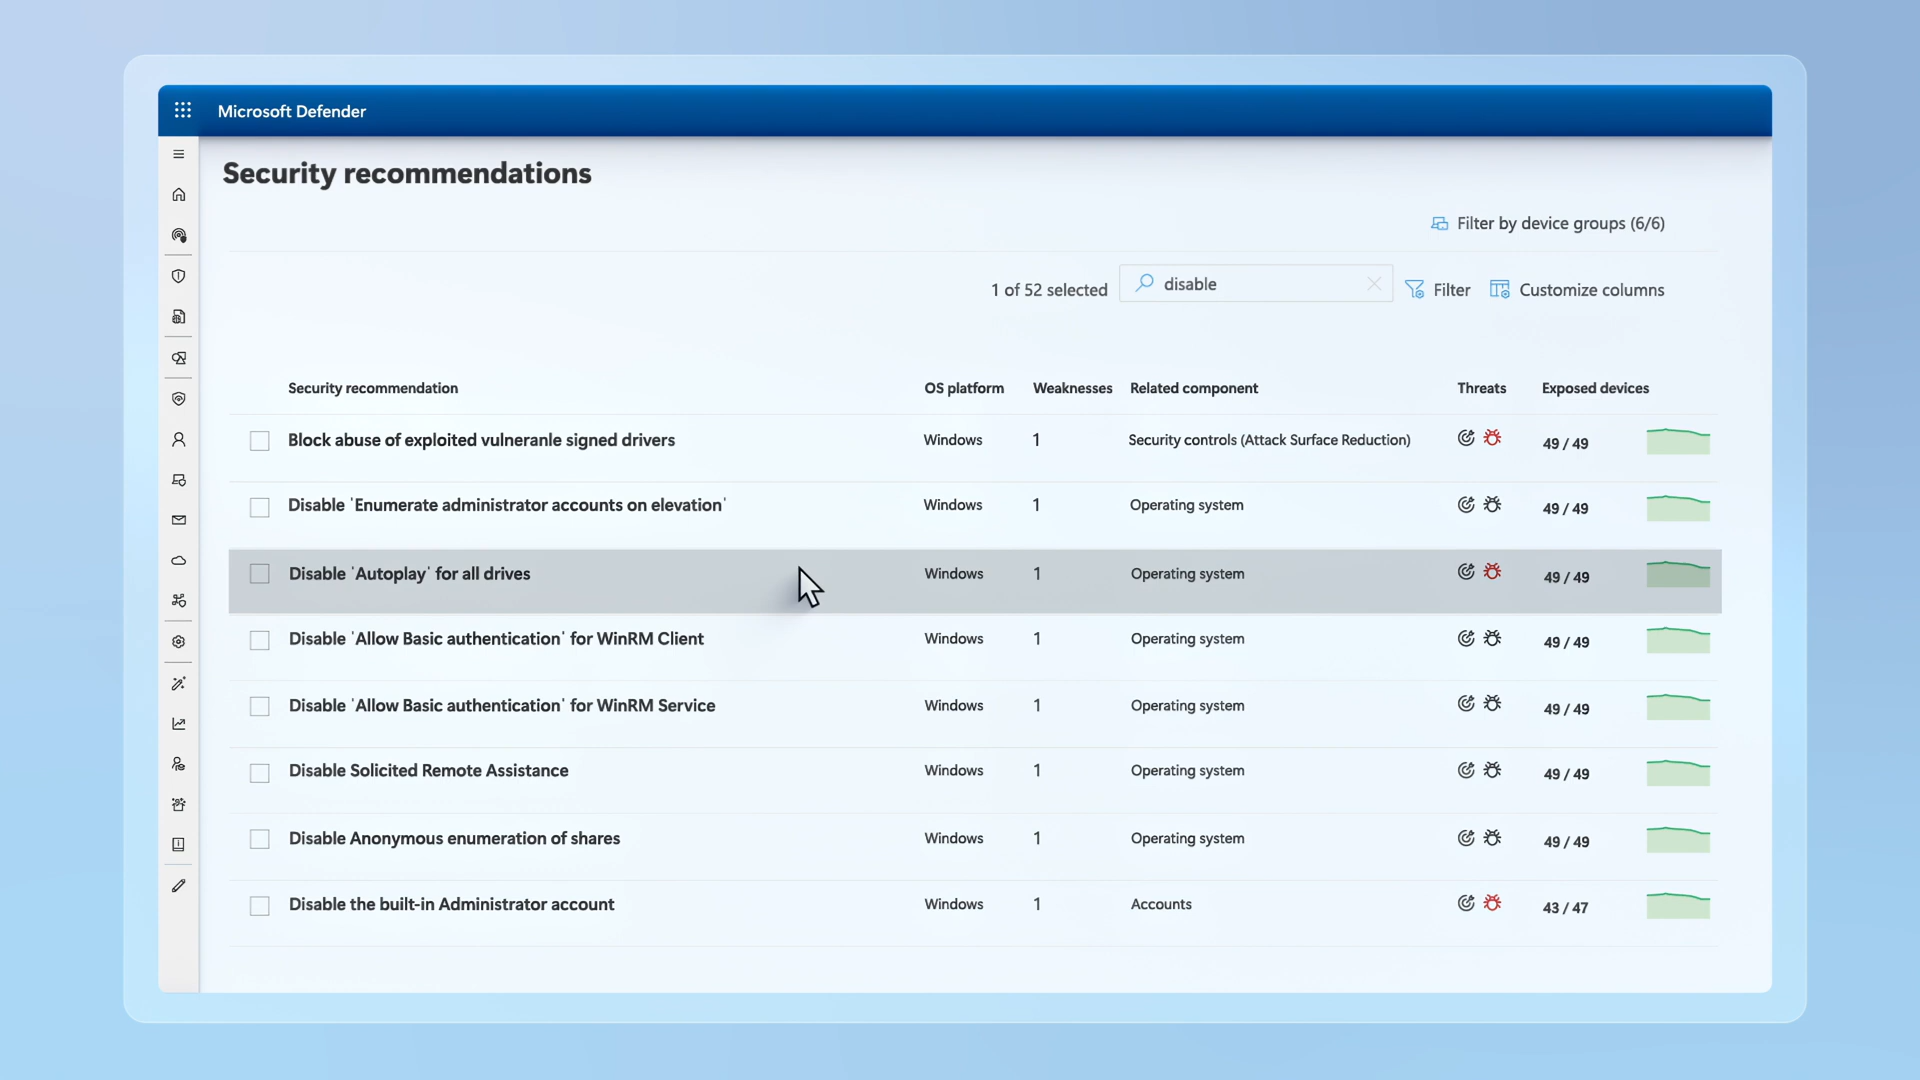 Microsoft Defender
Security recommendations
Filter by device groups (6/6)
1 of 52 selected disable Filter Customize columns
Security recommendation OS platform Weaknesses Related component Threats Exposed devices
Block abuse of exploited vulneranle signed drivers Windows 1 Security controls (Attack Surface Reduction) 49 / 49
Disable 'Enumerate administrator accounts on elevation' Windows 1 Operating system 49 / 49
Disable 'Autoplay' for all drives Windows 1 Operating system 49 / 49
Disable 'Allow Basic authentication' for WinRM Client Windows 1 Operating system 49 / 49
Disable 'Allow Basic authentication' for WinRM Service Windows 1 Operating system 49 / 49
Disable Solicited Remote Assistance Windows 1 Operating system 49 / 49
Disable Anonymous enumeration of shares Windows 1 Operating system 49 / 49
Disable the built-in Administrator account Windows 1 Accounts 43 / 47